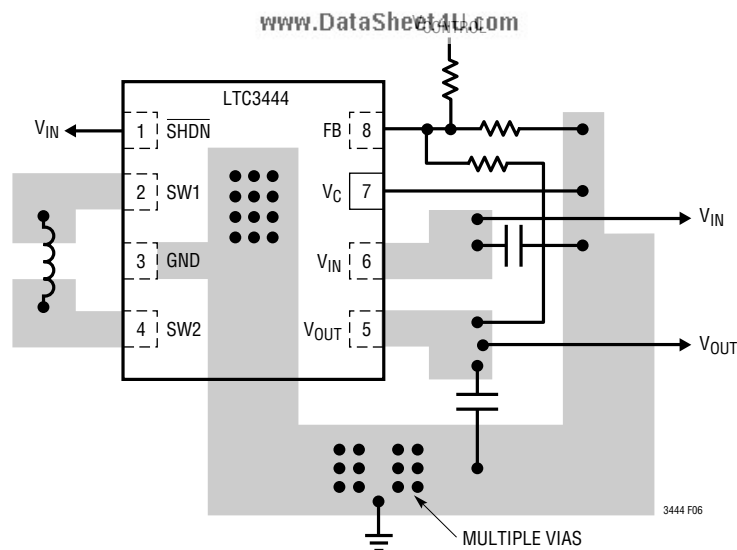 www.DataSheet4U.com
VCONTROL
LTC3444
VIN
1
SHDN
FB
8
2
SW1
VC
7
VIN
3
GND
VIN
6
4
SW2
VOUT
5
VOUT
MULTIPLE VIAS
3444 F06